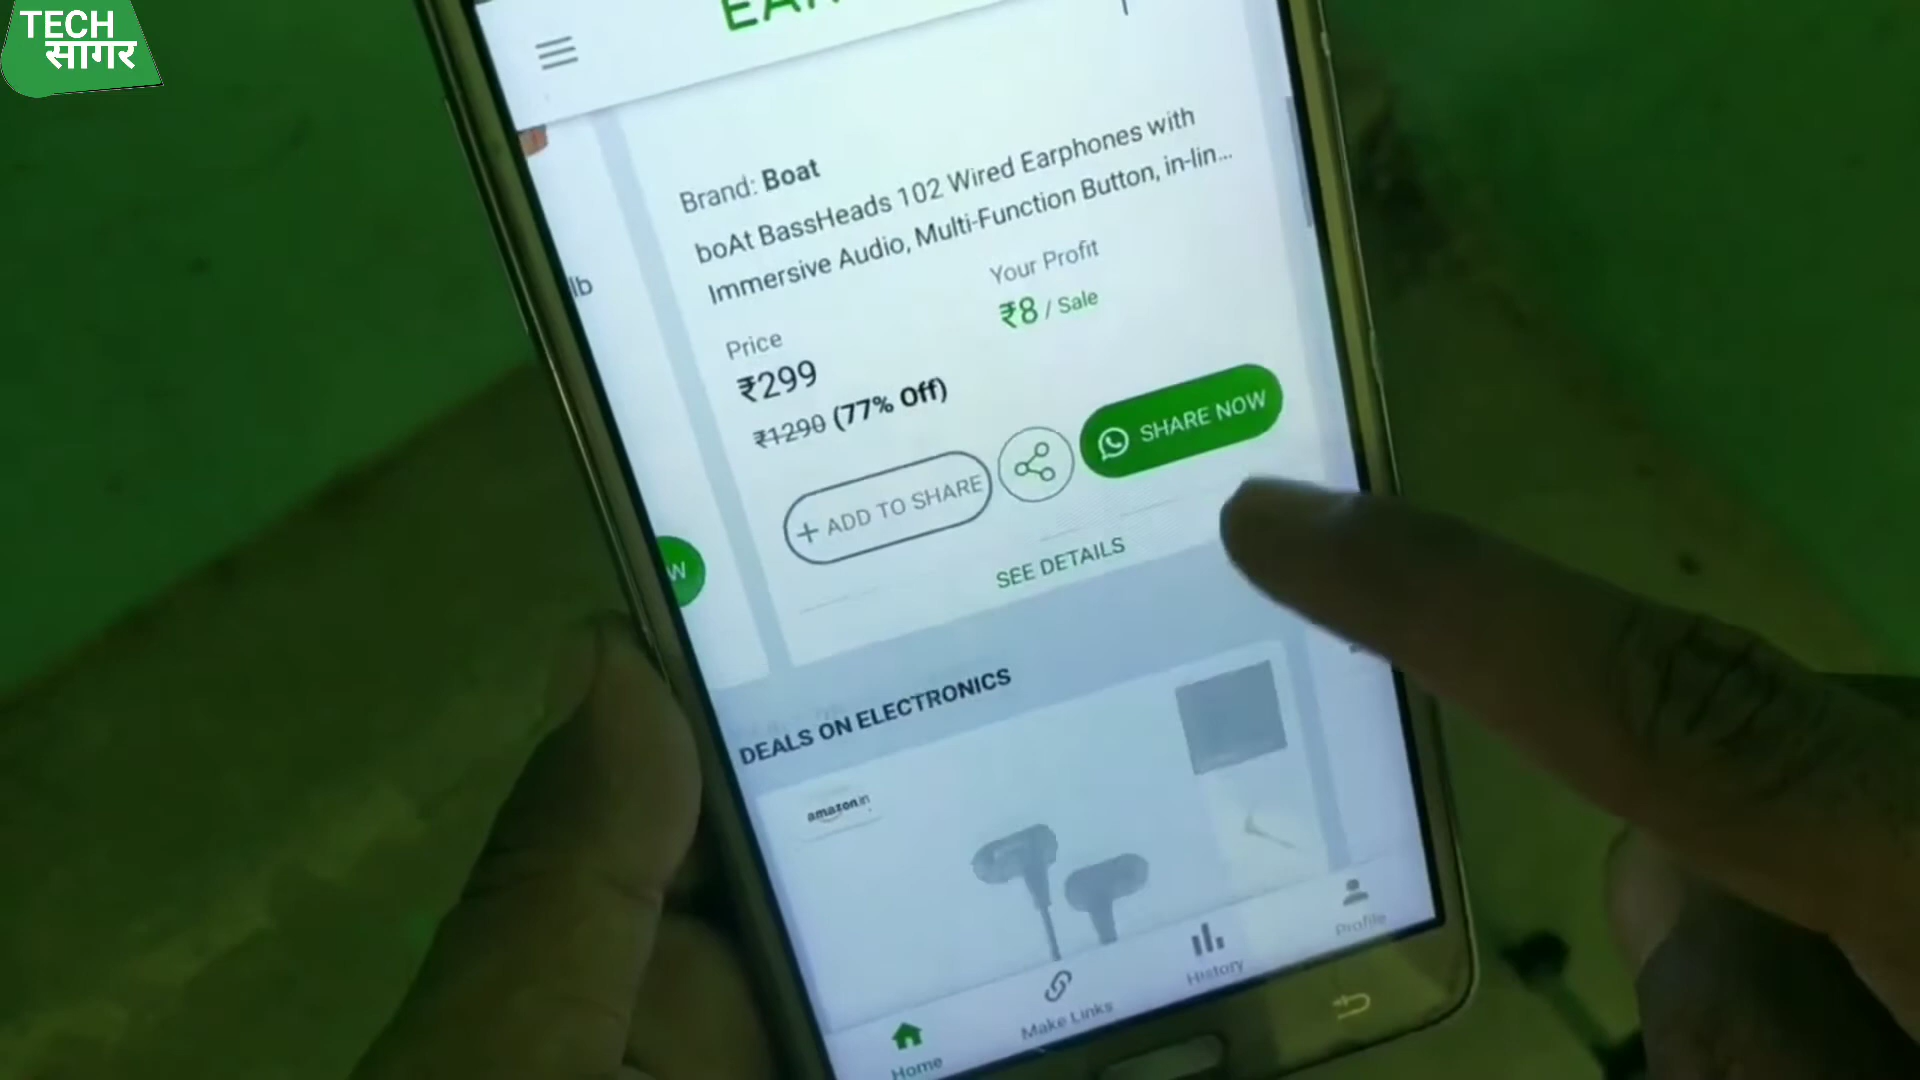 TECH
सागर
Brand: Boat
boAt BassHeads 102 Wired Earphones with
Immersive Audio, Multi-Function Button, in-lin...
lb
Price
Your Profit
₹299
₹8 / Sale
₹1290 (77% Off)
+ ADD TO SHARE
SHARE NOW
W
SEE DETAILS
DEALS ON ELECTRONICS
amazon.in
Home
Make Links
History
Profile